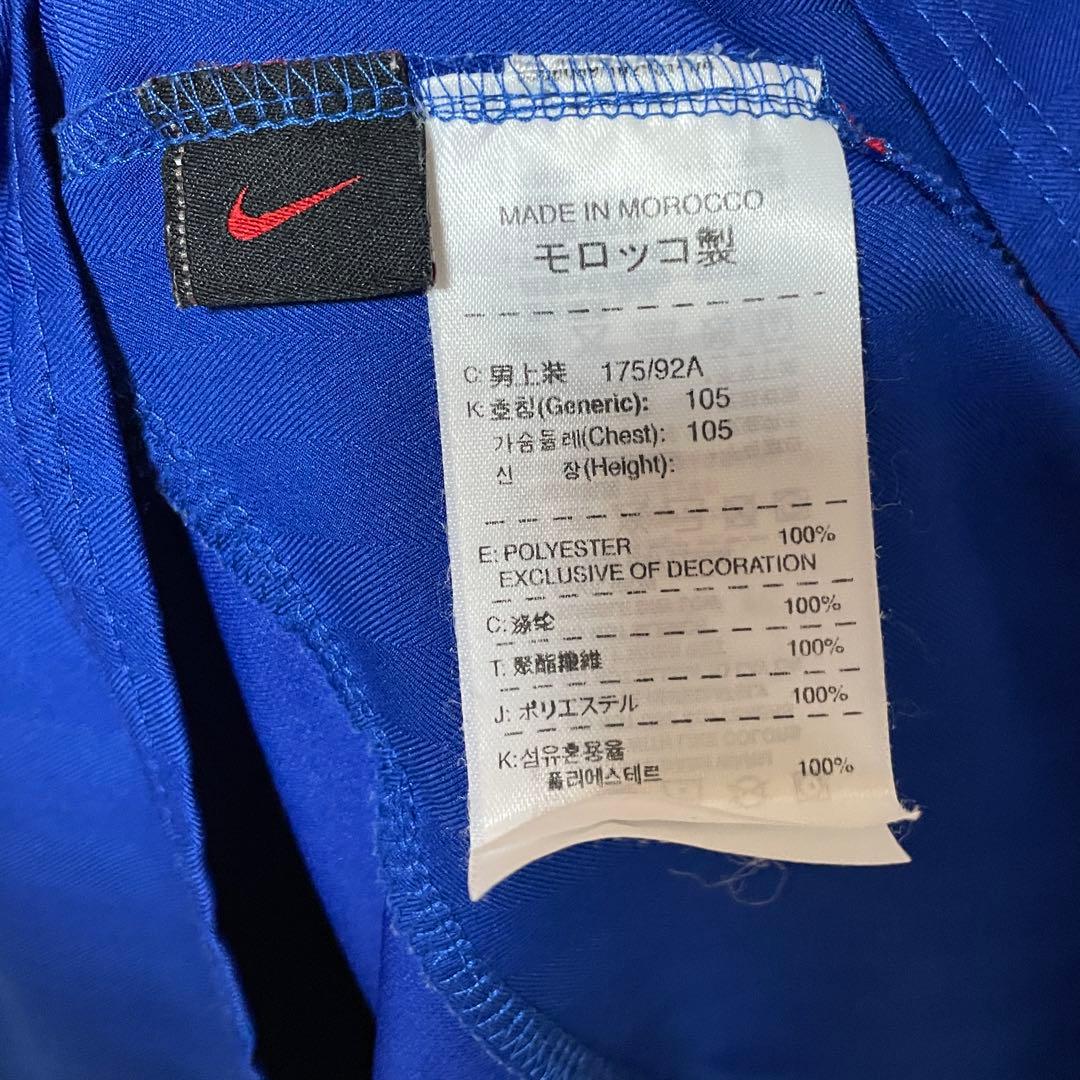 MADE IN MOROCCO
モロッコ製
C: 男上装 175/92A
K: 호칭(Generic): 105
가슴둘레(Chest): 105
신 장(Height):
E: POLYESTER 100%
EXCLUSIVE OF DECORATION
C: 涤纶 100%
T: 聚酯纖維 100%
J: ポリエステル 100%
K: 섬유혼용율
폴리에스테르 100%